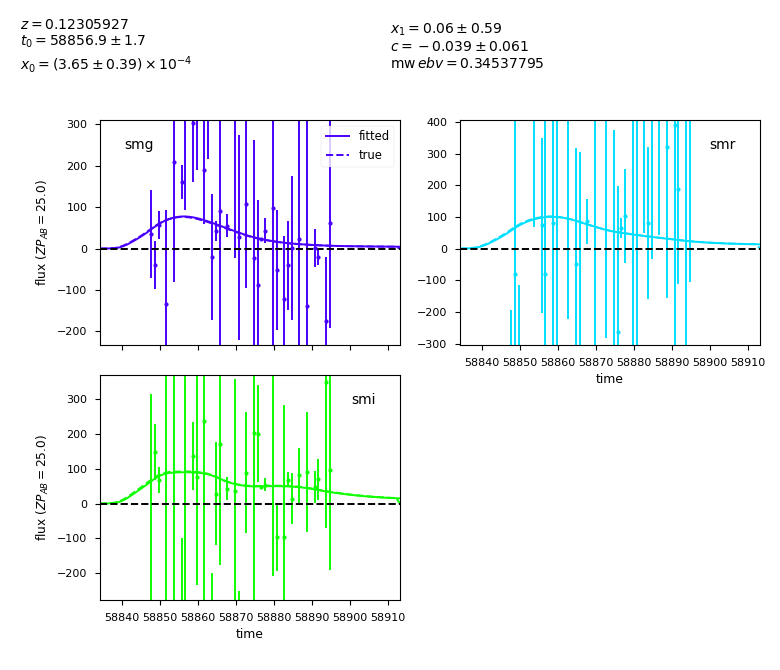 z = 0.12305927
t₀ = 58856.9 ± 1.7
x₀ = (3.65 ± 0.39) × 10⁻⁴
x₁ = 0.06 ± 0.59
c = −0.039 ± 0.061
mw ebv = 0.34537795
smg
fitted
true
flux (ZP_AB = 25.0)
300
200
100
0
−100
−200
smr
400
300
200
100
0
−100
−200
−300
58840 58850 58860 58870 58880 58890 58900 58910
time
smi
flux (ZP_AB = 25.0)
300
200
100
0
−100
−200
58840 58850 58860 58870 58880 58890 58900 58910
time